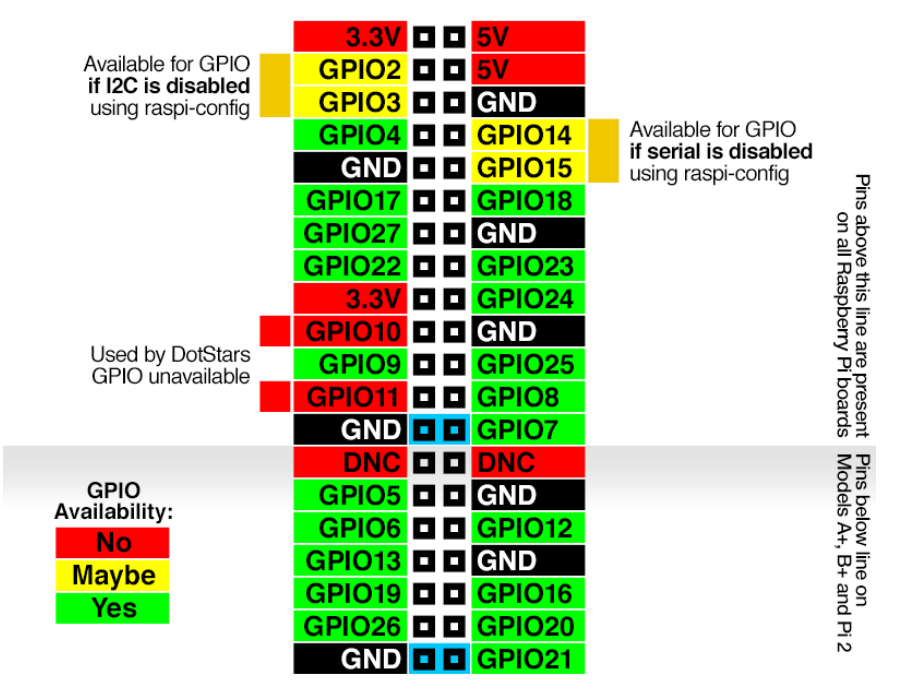 3.3V 5V
Available for GPIO
if I2C is disabled
using raspi-config
GPIO2 5V
GPIO3 GND
GPIO4 GPIO14
GND GPIO15
Available for GPIO
if serial is disabled
using raspi-config
GPIO17 GPIO18
GPIO27 GND
GPIO22 GPIO23
3.3V GPIO24
GPIO10 GND
Used by DotStars
GPIO unavailable
GPIO9 GPIO25
GPIO11 GPIO8
GND GPIO7
Pins above this line are present
on all Raspberry Pi boards
DNC DNC
GPIO5 GND
GPIO6 GPIO12
GPIO13 GND
GPIO19 GPIO16
GPIO26 GPIO20
GND GPIO21
Pins below line on
Models A+, B+ and Pi 2
GPIO
Availability:
No
Maybe
Yes